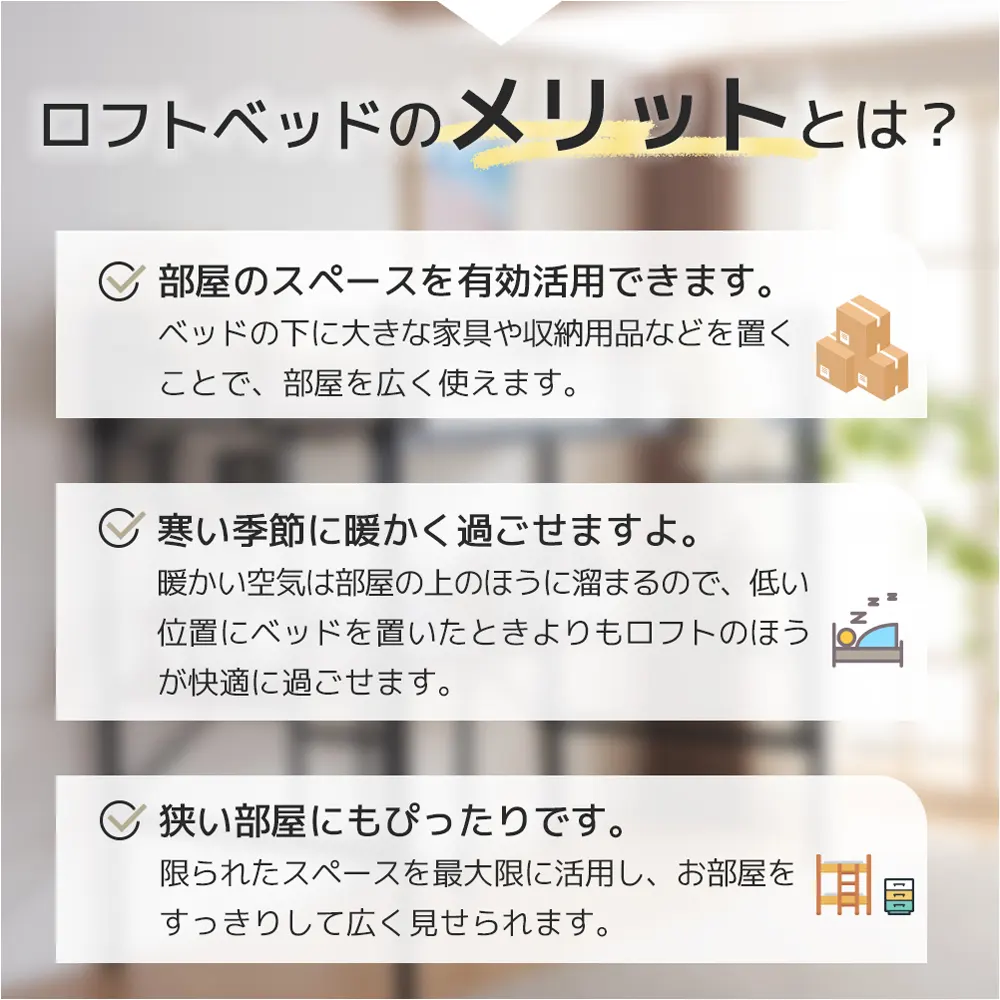 ロフトベッドのメリットとは？
部屋のスペースを有効活用できます。
ベッドの下に大きな家具や収納用品などを置く
ことで、部屋を広く使えます。
寒い季節に暖かく過ごせますよ。
暖かい空気は部屋の上のほうに溜まるので、低い
位置にベッドを置いたときよりもロフトのほう
が快適に過ごせます。
狭い部屋にもぴったりです。
限られたスペースを最大限に活用し、お部屋を
すっきりして広く見せられます。